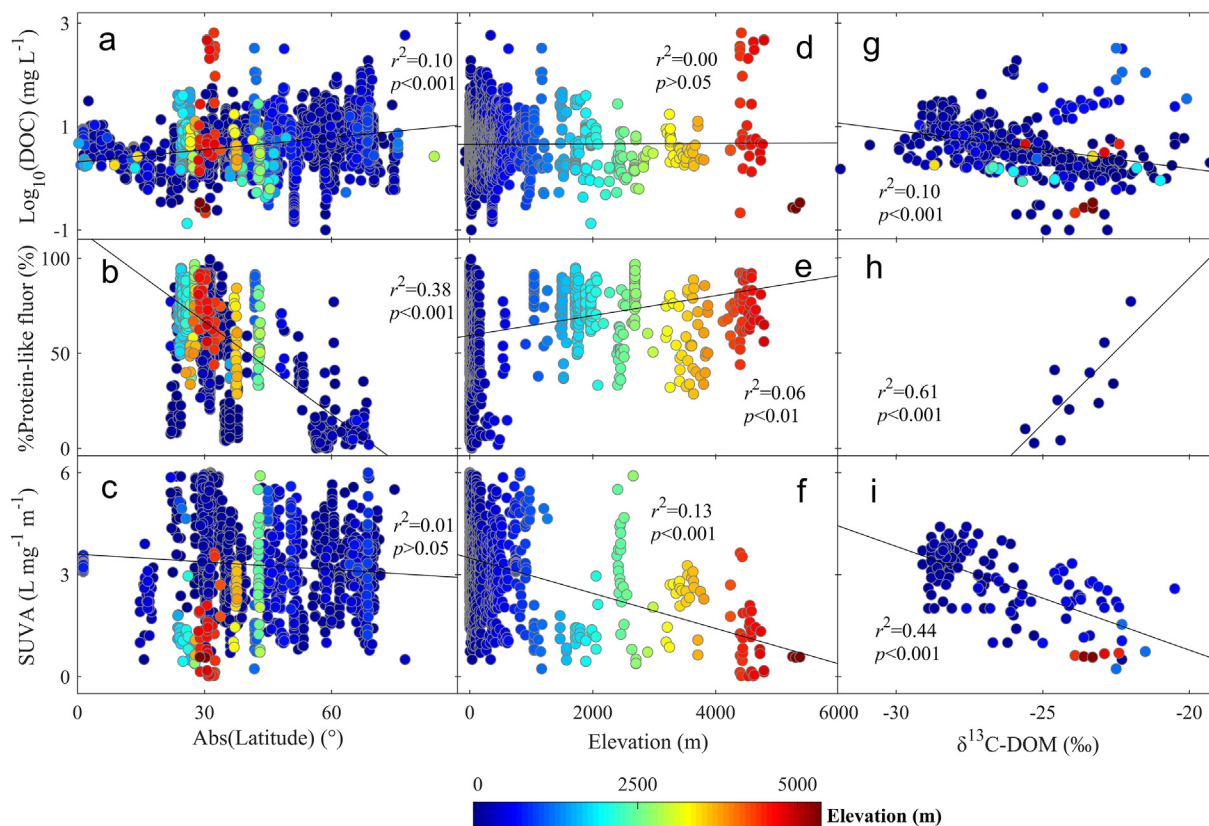 3
a
r²=0.10
p<0.001
d
r²=0.00
p>0.05
g
r²=0.10
p<0.001
1
-1
Log₁₀(DOC) (mg L⁻¹)
100
b
r²=0.38
p<0.001
e
r²=0.06
p<0.01
h
r²=0.61
p<0.001
50
0
%Protein-like fluor (%)
6
c
r²=0.01
p>0.05
f
r²=0.13
p<0.001
i
r²=0.44
p<0.001
3
0
SUVA (L mg⁻¹ m⁻¹)
0 30 60 0 2000 4000 6000 -30 -25 -20
Abs(Latitude) (°) Elevation (m) δ¹³C-DOM (‰)
0 2500 5000
Elevation (m)